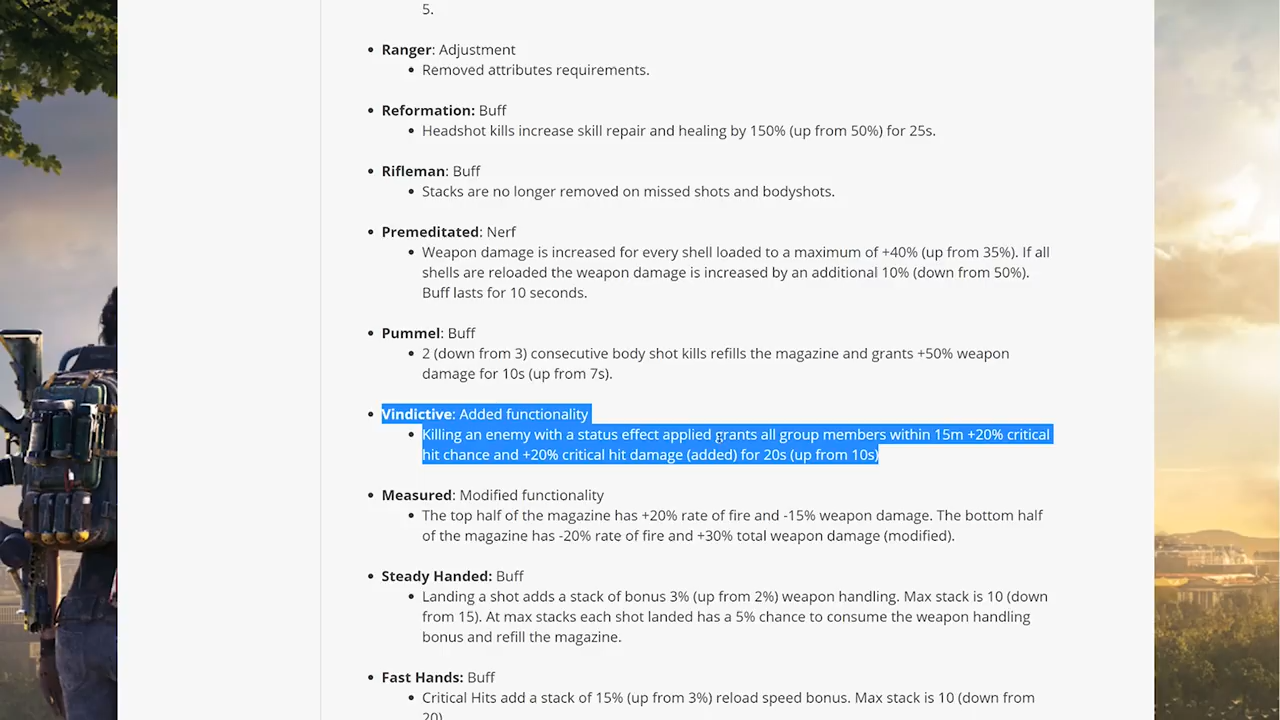 5.
Ranger: Adjustment
Removed attributes requirements.
Reformation: Buff
Headshot kills increase skill repair and healing by 150% (up from 50%) for 25s.
Rifleman: Buff
Stacks are no longer removed on missed shots and bodyshots.
Premeditated: Nerf
Weapon damage is increased for every shell loaded to a maximum of +40% (up from 35%). If all
shells are reloaded the weapon damage is increased by an additional 10% (down from 50%).
Buff lasts for 10 seconds.
Pummel: Buff
2 (down from 3) consecutive body shot kills refills the magazine and grants +50% weapon
damage for 10s (up from 7s).
Vindictive: Added functionality
Killing an enemy with a status effect applied grants all group members within 15m +20% critical
hit chance and +20% critical hit damage (added) for 20s (up from 10s)
Measured: Modified functionality
The top half of the magazine has +20% rate of fire and -15% weapon damage. The bottom half
of the magazine has -20% rate of fire and +30% total weapon damage (modified).
Steady Handed: Buff
Landing a shot adds a stack of bonus 3% (up from 2%) weapon handling. Max stack is 10 (down
from 15). At max stacks each shot landed has a 5% chance to consume the weapon handling
bonus and refill the magazine.
Fast Hands: Buff
Critical Hits add a stack of 15% (up from 3%) reload speed bonus. Max stack is 10 (down from
20)